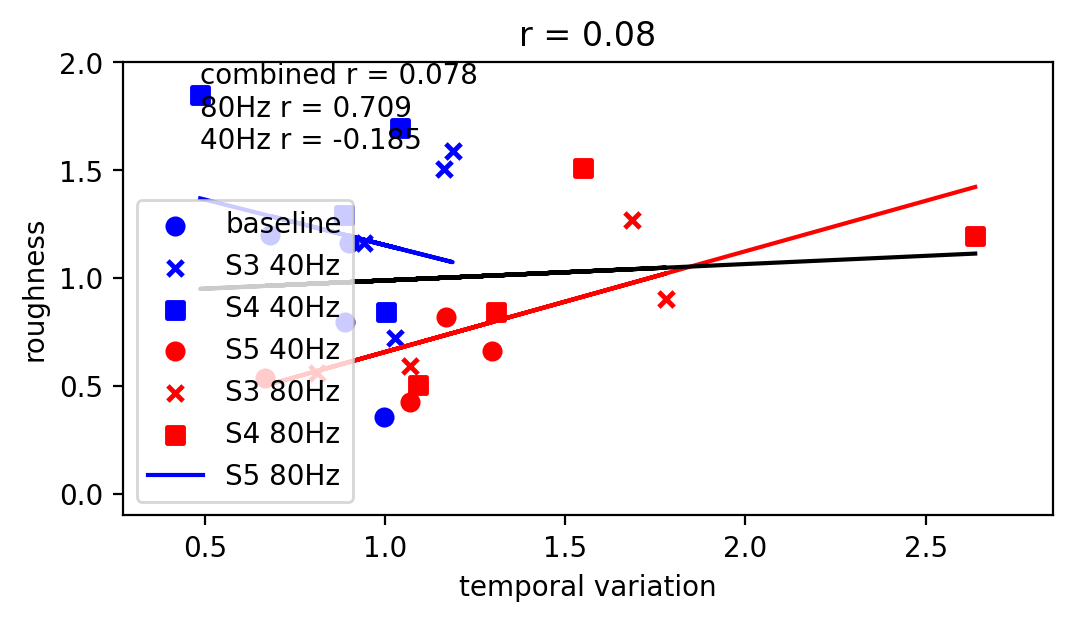 r = 0.08
combined r = 0.078
80Hz r = 0.709
40Hz r = -0.185
2.0
1.5
1.0
0.5
0.0
roughness
baseline
S3 40Hz
S4 40Hz
S5 40Hz
S3 80Hz
S4 80Hz
S5 80Hz
0.5 1.0 1.5 2.0 2.5
temporal variation